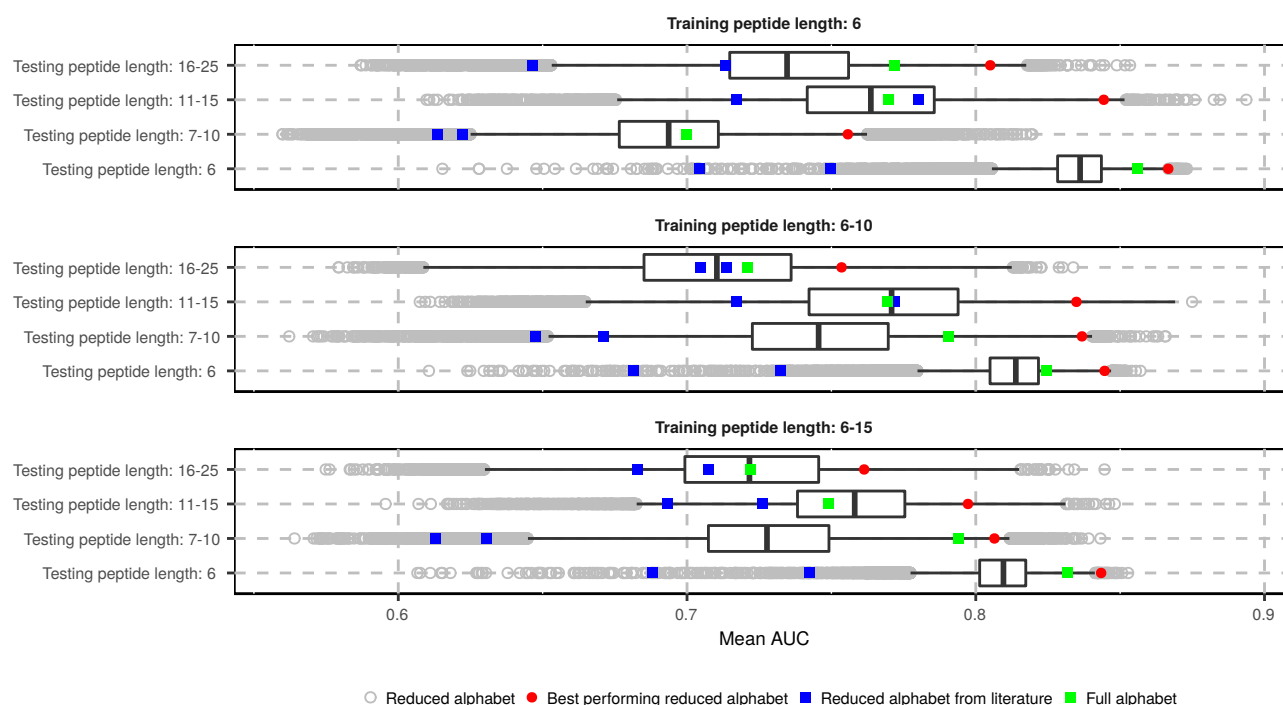 Training peptide length: 6
Testing peptide length: 16-25
Testing peptide length: 11-15
Testing peptide length: 7-10
Testing peptide length: 6
Training peptide length: 6-10
Testing peptide length: 16-25
Testing peptide length: 11-15
Testing peptide length: 7-10
Testing peptide length: 6
Training peptide length: 6-15
Testing peptide length: 16-25
Testing peptide length: 11-15
Testing peptide length: 7-10
Testing peptide length: 6
0.6 0.7 0.8 0.9
Mean AUC
Reduced alphabet Best performing reduced alphabet Reduced alphabet from literature Full alphabet